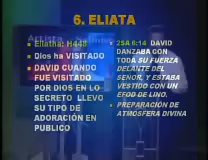 6. ELIATA
Eliatha: H448
Dios ha VISITADO
DAVID CUANDO
FUE VISITADO
POR DIOS EN LO
SECRETO LLEVO
SU TIPO DE
ADORACIÓN EN
PUBLICO
2SA 6:14 DAVID
DANZABA CON
TODA SU FUERZA
DELANTE DEL
SEÑOR, Y ESTABA
VESTIDO CON UN
EFOD DE LINO.
PREPARACIÓN DE
ATMOSFERA DIVINA